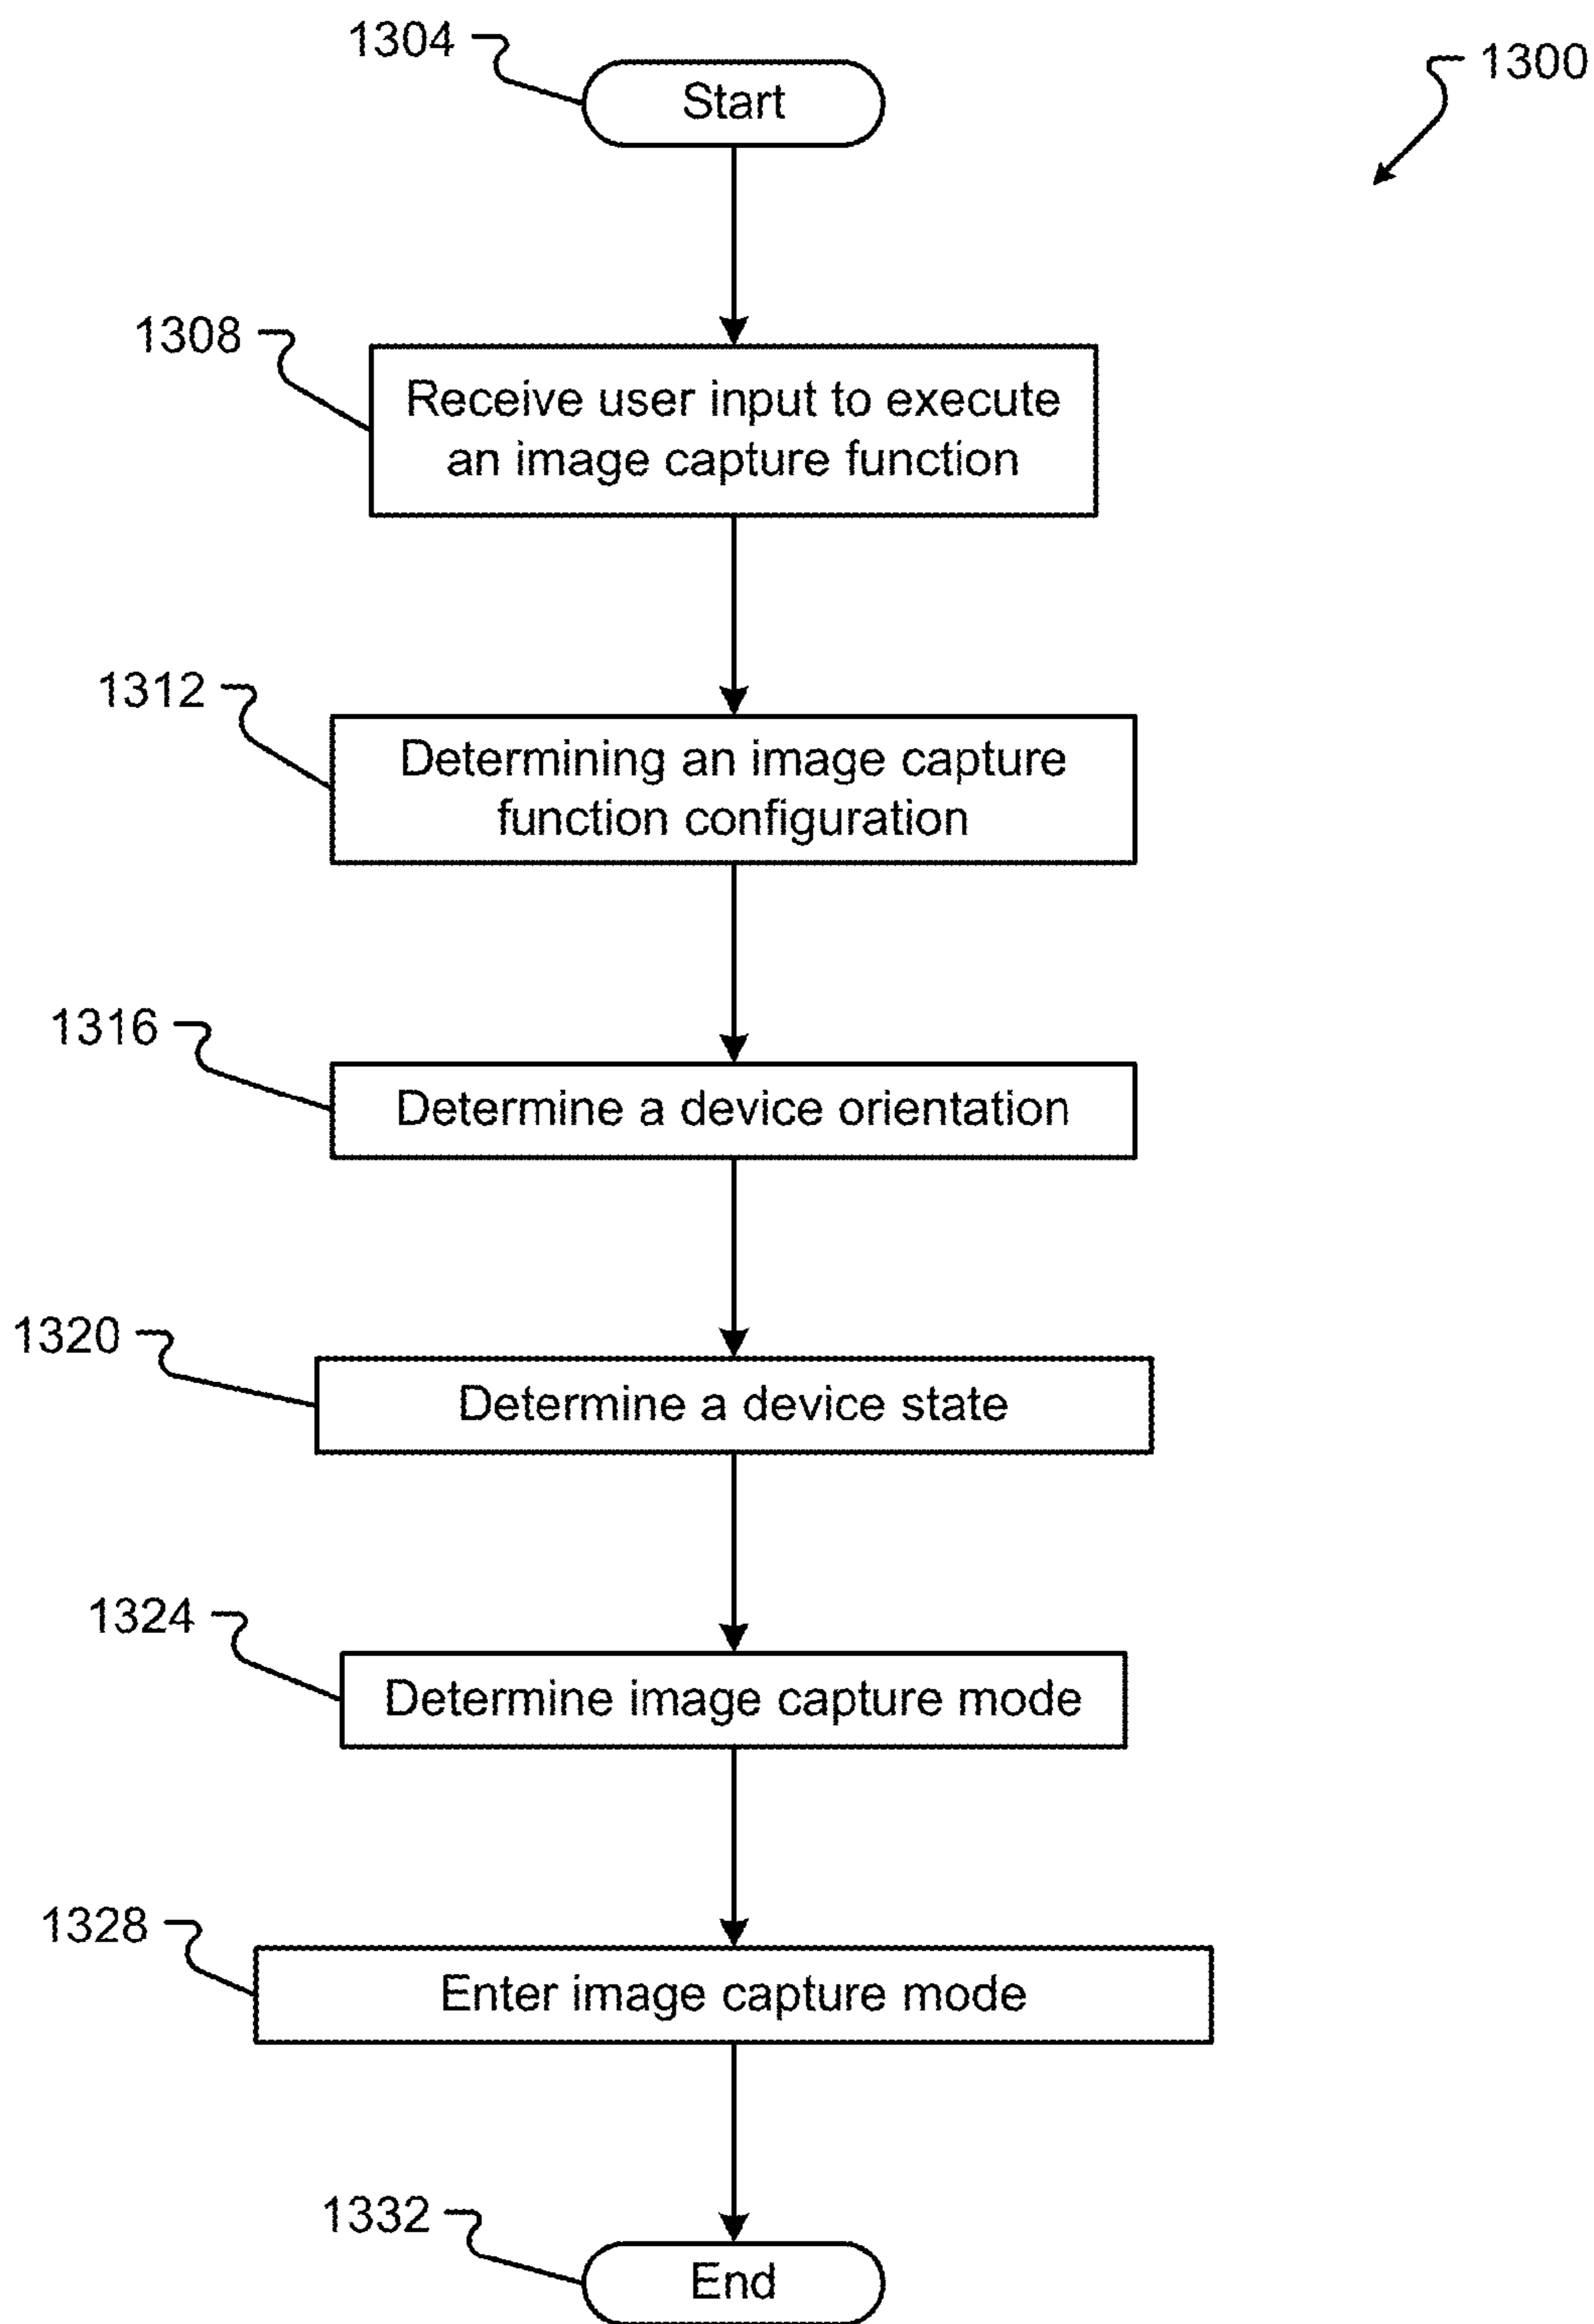 1304
Start
1300
1308
Receive user input to execute
an image capture function
1312
Determining an image capture
function configuration
1316
Determine a device orientation
1320
Determine a device state
1324
Determine image capture mode
1328
Enter image capture mode
1332
End